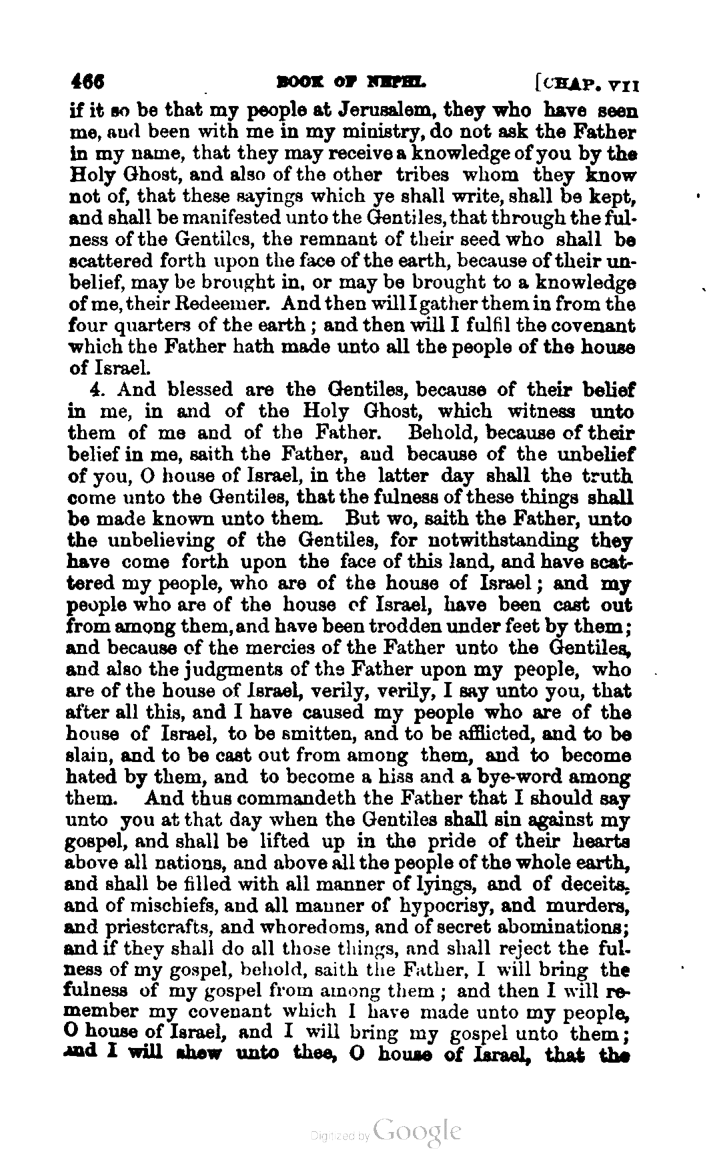 466 BOOK OF NEPHI. [CHAP. VII
if it so be that my people at Jerusalem, they who have seen
me, and been with me in my ministry, do not ask the Father
in my name, that they may receive a knowledge of you by the
Holy Ghost, and also of the other tribes whom they know
not of, that these sayings which ye shall write, shall be kept,
and shall be manifested unto the Gentiles, that through the ful-
ness of the Gentiles, the remnant of their seed who shall be
scattered forth upon the face of the earth, because of their un-
belief, may be brought in, or may be brought to a knowledge
of me, their Redeemer. And then will I gather them in from the
four quarters of the earth; and then will I fulfil the covenant
which the Father hath made unto all the people of the house
of Israel.
4. And blessed are the Gentiles, because of their belief
in me, in and of the Holy Ghost, which witness unto
them of me and of the Father. Behold, because of their
belief in me, saith the Father, and because of the unbelief
of you, O house of Israel, in the latter day shall the truth
come unto the Gentiles, that the fulness of these things shall
be made known unto them. But wo, saith the Father, unto
the unbelieving of the Gentiles, for notwithstanding they
have come forth upon the face of this land, and have scat-
tered my people, who are of the house of Israel; and my
people who are of the house of Israel, have been cast out
from among them, and have been trodden under feet by them;
and because of the mercies of the Father unto the Gentiles,
and also the judgments of the Father upon my people, who
are of the house of Israel, verily, verily, I say unto you, that
after all this, and I have caused my people who are of the
house of Israel, to be smitten, and to be afflicted, and to be
slain, and to be cast out from among them, and to become
hated by them, and to become a hiss and a bye-word among
them. And thus commandeth the Father that I should say
unto you at that day when the Gentiles shall sin against my
gospel, and shall be lifted up in the pride of their hearts
above all nations, and above all the people of the whole earth,
and shall be filled with all manner of lyings, and of deceits,
and of mischiefs, and all manner of hypocrisy, and murders,
and priestcrafts, and whoredoms, and of secret abominations;
and if they shall do all those things, and shall reject the ful-
ness of my gospel, behold, saith the Father, I will bring the
fulness of my gospel from among them; and then I will re-
member my covenant which I have made unto my people,
O house of Israel, and I will bring my gospel unto them;
and I will shew unto thee, O house of Israel, that the
Digitized by Google